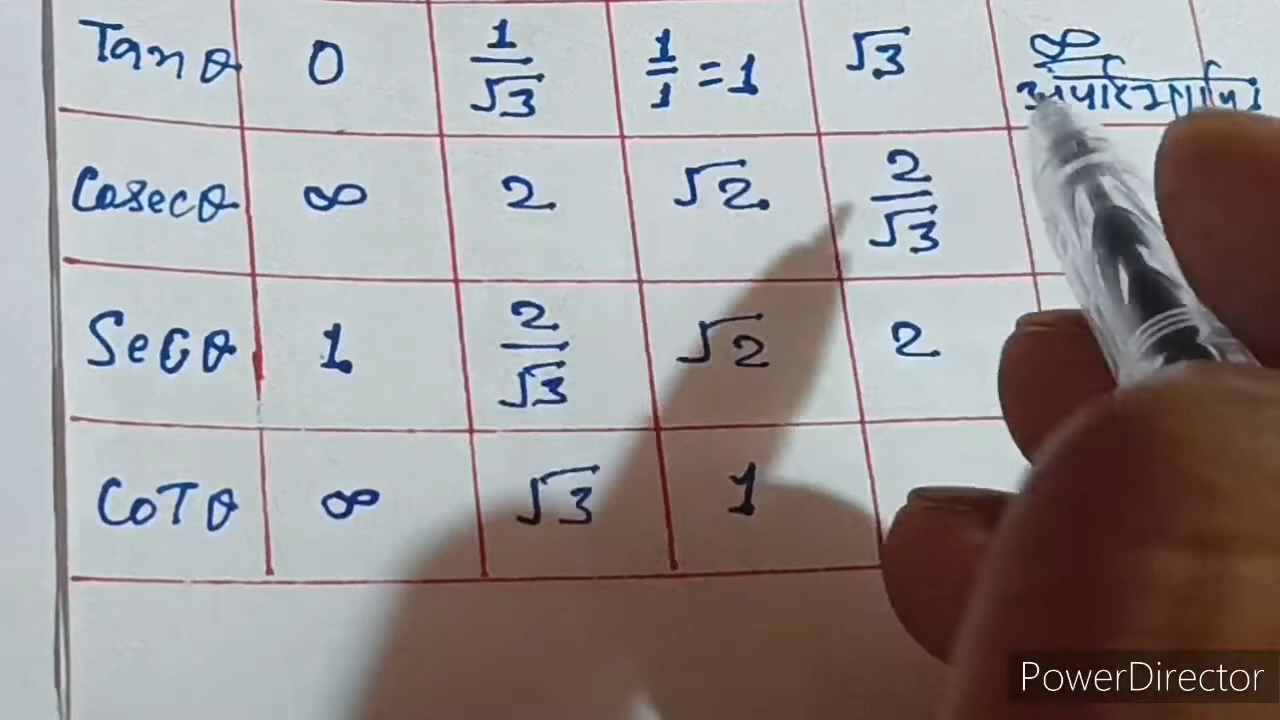 Tanθ 0 1/√3 1/1 = 1 √3 ∞
अपरिभाषित
Cosecθ ∞ 2 √2 2/√3
Secθ 1 2/√3 √2 2
CoTθ ∞ √3 1
PowerDirector